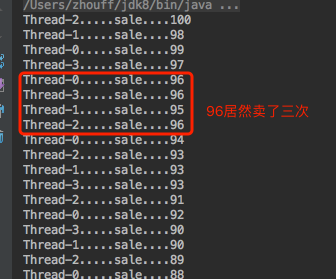 /Users/zhouff/jdk8/bin/java ...
Thread-2.....sale....100
Thread-1.....sale....98
Thread-0.....sale....99
Thread-3.....sale....97
Thread-0.....sale....96
Thread-3.....sale....96
Thread-1.....sale....95
Thread-2.....sale....96
96居然卖了三次
Thread-0.....sale....94
Thread-2.....sale....93
Thread-1.....sale....93
Thread-3.....sale....93
Thread-2.....sale....91
Thread-0.....sale....92
Thread-3.....sale....90
Thread-1.....sale....90
Thread-2.....sale....89
Thread-0.....sale....88